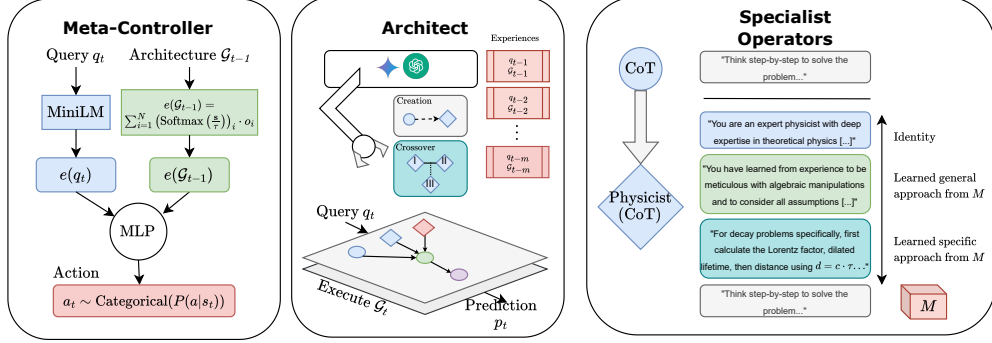 Meta-Controller
Query q_t
Architecture 𝒢_{t-1}
MiniLM
e(𝒢_{t-1}) =
∑_{i=1}^{N} (Softmax (s/τ))_i · o_i
e(q_t)
e(𝒢_{t-1})
MLP
Action
a_t ∼ Categorical(P(a|s_t))
Architect
Experiences
q_{t-1}
𝒢_{t-1}
q_{t-2}
𝒢_{t-2}
q_{t-m}
𝒢_{t-m}
Creation
Crossover
I
II
III
Query q_t
Execute 𝒢_t
Prediction
p_t
Specialist
Operators
CoT
Physicist
(CoT)
"Think step-by-step to solve the
problem..."
"You are an expert physicist with deep
expertise in theoretical physics [...]"
Identity
"You have learned from experience to be
meticulous with algebraic manipulations
and to consider all assumptions [...]"
Learned general
approach from M
"For decay problems specifically, first
calculate the Lorentz factor, dilated
lifetime, then distance using d = c · τ..."
Learned specific
approach from M
"Think step-by-step to solve the
problem..."
M